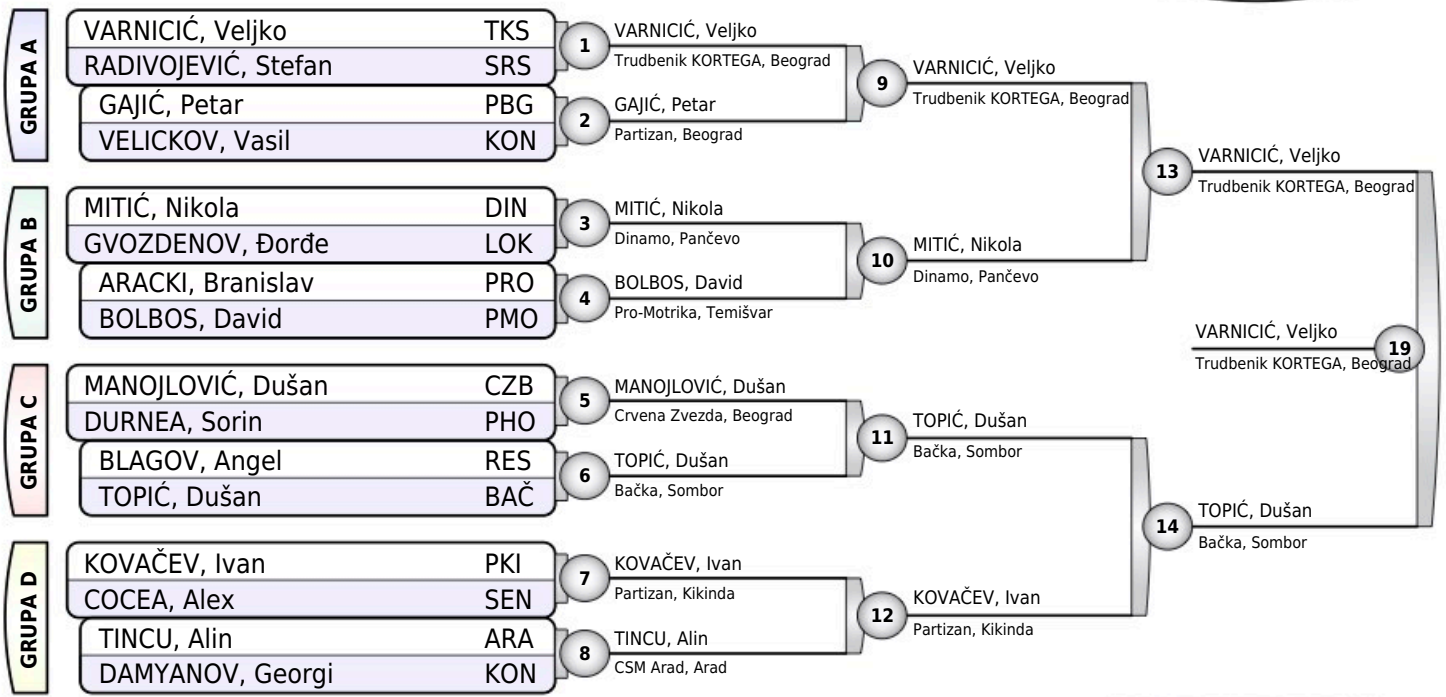 GRUPA A
VARNICIĆ, Veljko TKS
RADIVOJEVIĆ, Stefan SRS
GAJIĆ, Petar PBG
VELICKOV, Vasil KON
GRUPA B
MITIĆ, Nikola DIN
GVOZDENOV, Đorđe LOK
ARACKI, Branislav PRO
BOLBOS, David PMO
GRUPA C
MANOJLOVIĆ, Dušan CZB
DURNEA, Sorin PHO
BLAGOV, Angel RES
TOPIĆ, Dušan BAČ
GRUPA D
KOVAČEV, Ivan PKI
COCEA, Alex SEN
TINCU, Alin ARA
DAMYANOV, Georgi KON
1
VARNICIĆ, Veljko
Trudbenik KORTEGA, Beograd
2
GAJIĆ, Petar
Partizan, Beograd
3
MITIĆ, Nikola
Dinamo, Pančevo
4
BOLBOS, David
Pro-Motrika, Temišvar
5
MANOJLOVIĆ, Dušan
Crvena Zvezda, Beograd
6
TOPIĆ, Dušan
Bačka, Sombor
7
KOVAČEV, Ivan
Partizan, Kikinda
8
TINCU, Alin
CSM Arad, Arad
9
VARNICIĆ, Veljko
Trudbenik KORTEGA, Beograd
10
MITIĆ, Nikola
Dinamo, Pančevo
11
TOPIĆ, Dušan
Bačka, Sombor
12
KOVAČEV, Ivan
Partizan, Kikinda
13
VARNICIĆ, Veljko
Trudbenik KORTEGA, Beograd
14
TOPIĆ, Dušan
Bačka, Sombor
VARNICIĆ, Veljko
19
Trudbenik KORTEGA, Beograd